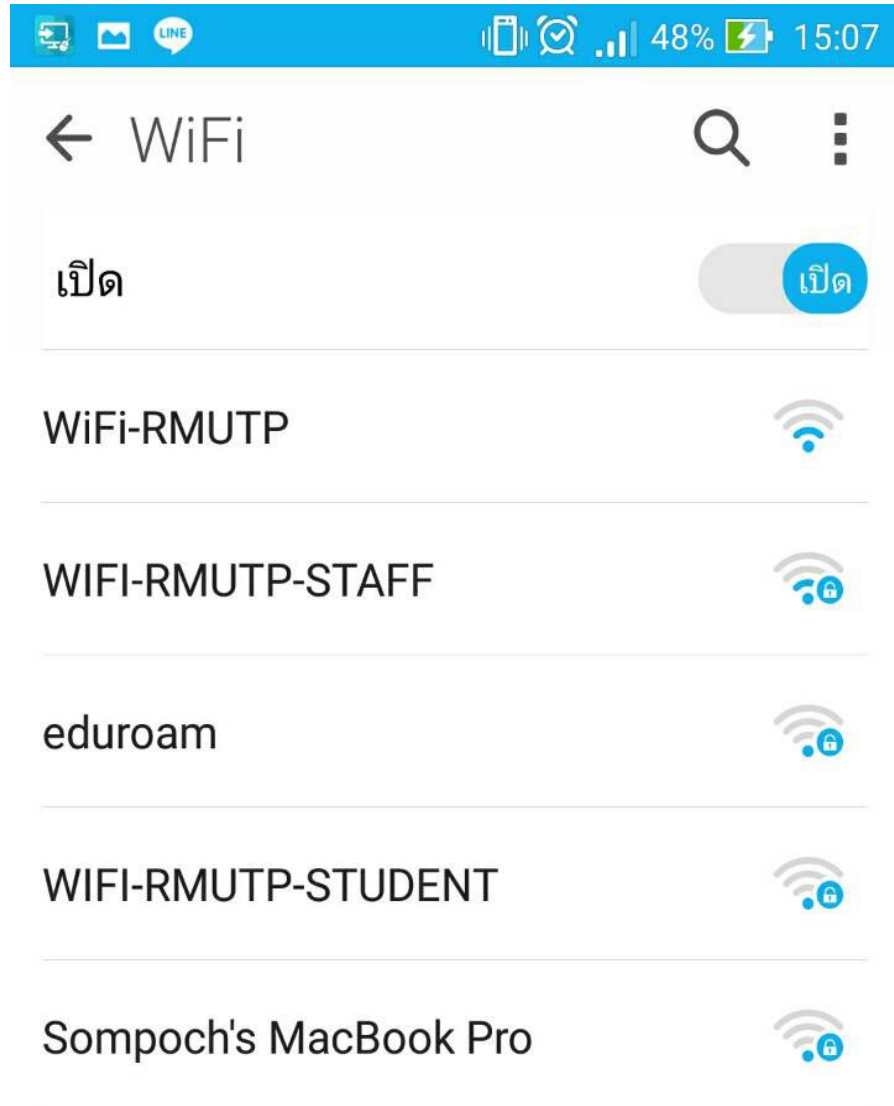 LINE 48% 15:07
WiFi
เปิด เปิด
WiFi-RMUTP
WIFI-RMUTP-STAFF
eduroam
WIFI-RMUTP-STUDENT
Sompoch's MacBook Pro